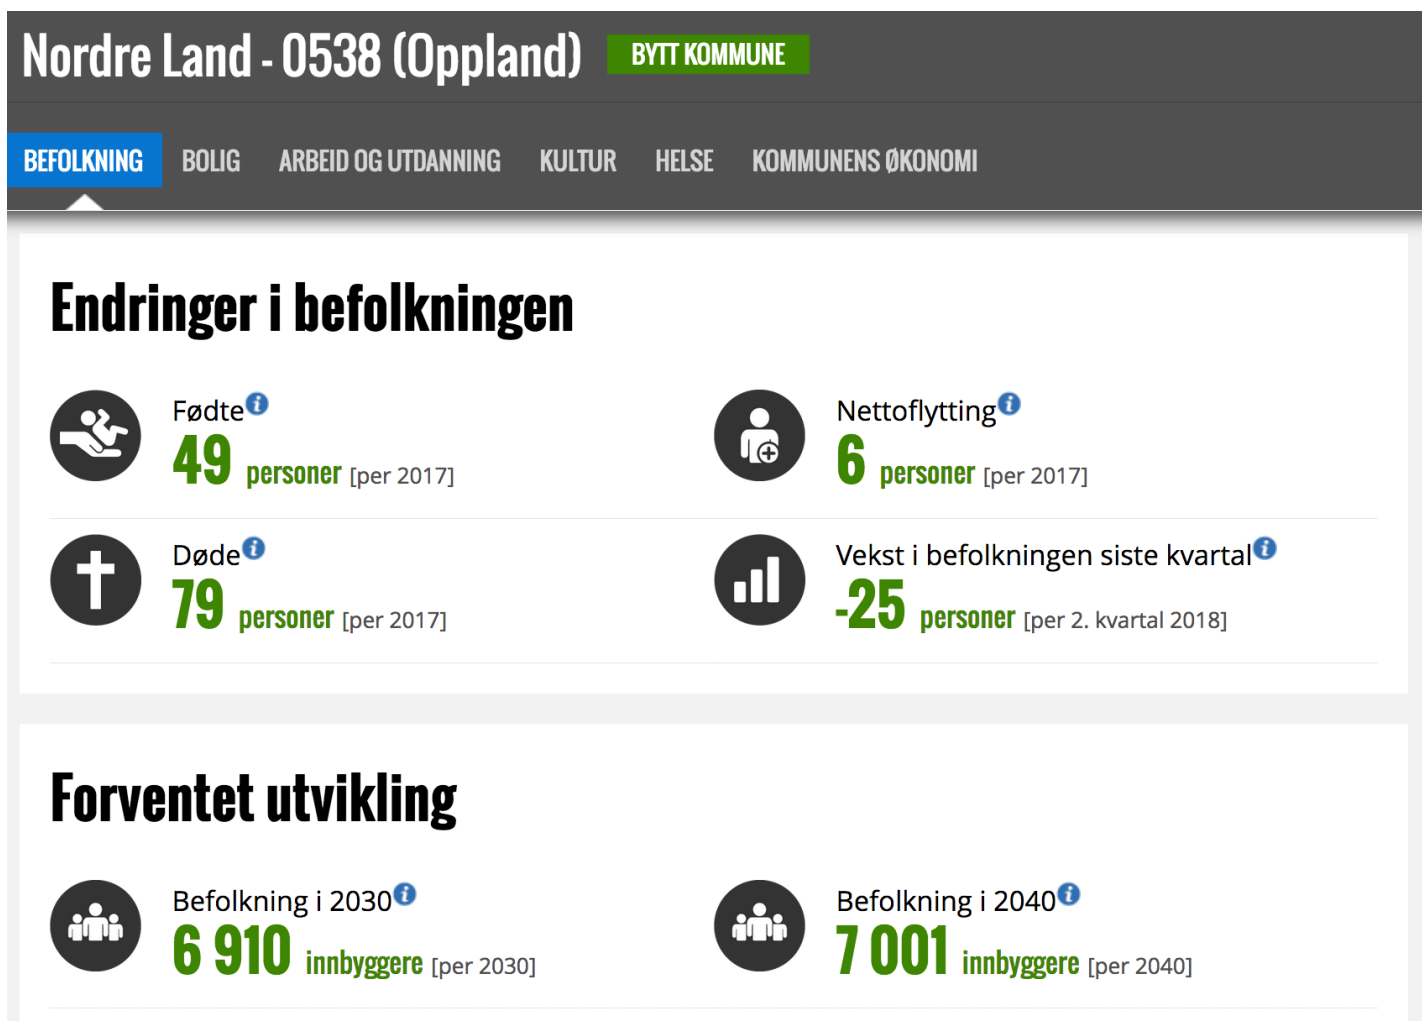 Nordre Land - 0538 (Oppland) BYTT KOMMUNE
BEFOLKNING BOLIG ARBEID OG UTDANNING KULTUR HELSE KOMMUNENS ØKONOMI
Endringer i befolkningen
Fødte i
49 personer [per 2017]
Nettoflytting i
6 personer [per 2017]
Døde i
79 personer [per 2017]
Vekst i befolkningen siste kvartal i
-25 personer [per 2. kvartal 2018]
Forventet utvikling
Befolkning i 2030 i
6 910 innbyggere [per 2030]
Befolkning i 2040 i
7 001 innbyggere [per 2040]